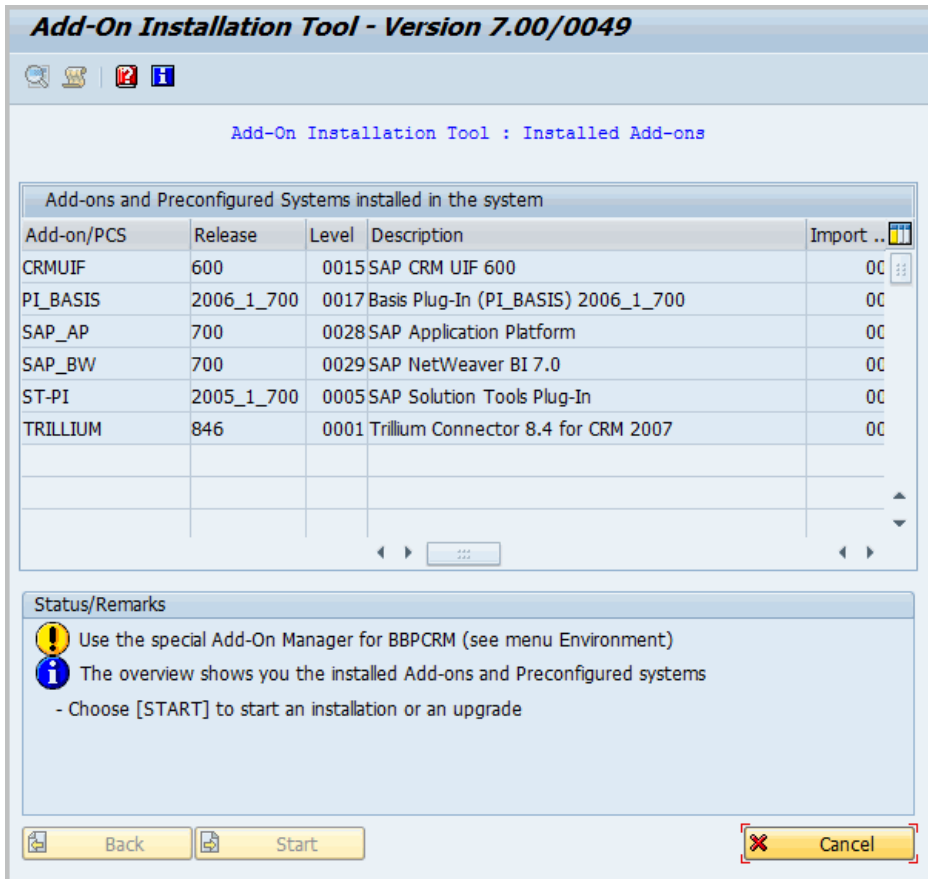 Add-On Installation Tool - Version 7.00/0049
Add-On Installation Tool : Installed Add-ons
Add-ons and Preconfigured Systems installed in the system
Add-on/PCS Release Level Description Import ..
CRMUIF 600 0015 SAP CRM UIF 600 00
PI_BASIS 2006_1_700 0017 Basis Plug-In (PI_BASIS) 2006_1_700 00
SAP_AP 700 0028 SAP Application Platform 00
SAP_BW 700 0029 SAP NetWeaver BI 7.0 00
ST-PI 2005_1_700 0005 SAP Solution Tools Plug-In 00
TRILLIUM 846 0001 Trillium Connector 8.4 for CRM 2007 00
Status/Remarks
Use the special Add-On Manager for BBPCRM (see menu Environment)
The overview shows you the installed Add-ons and Preconfigured systems
- Choose [START] to start an installation or an upgrade
Back Start Cancel